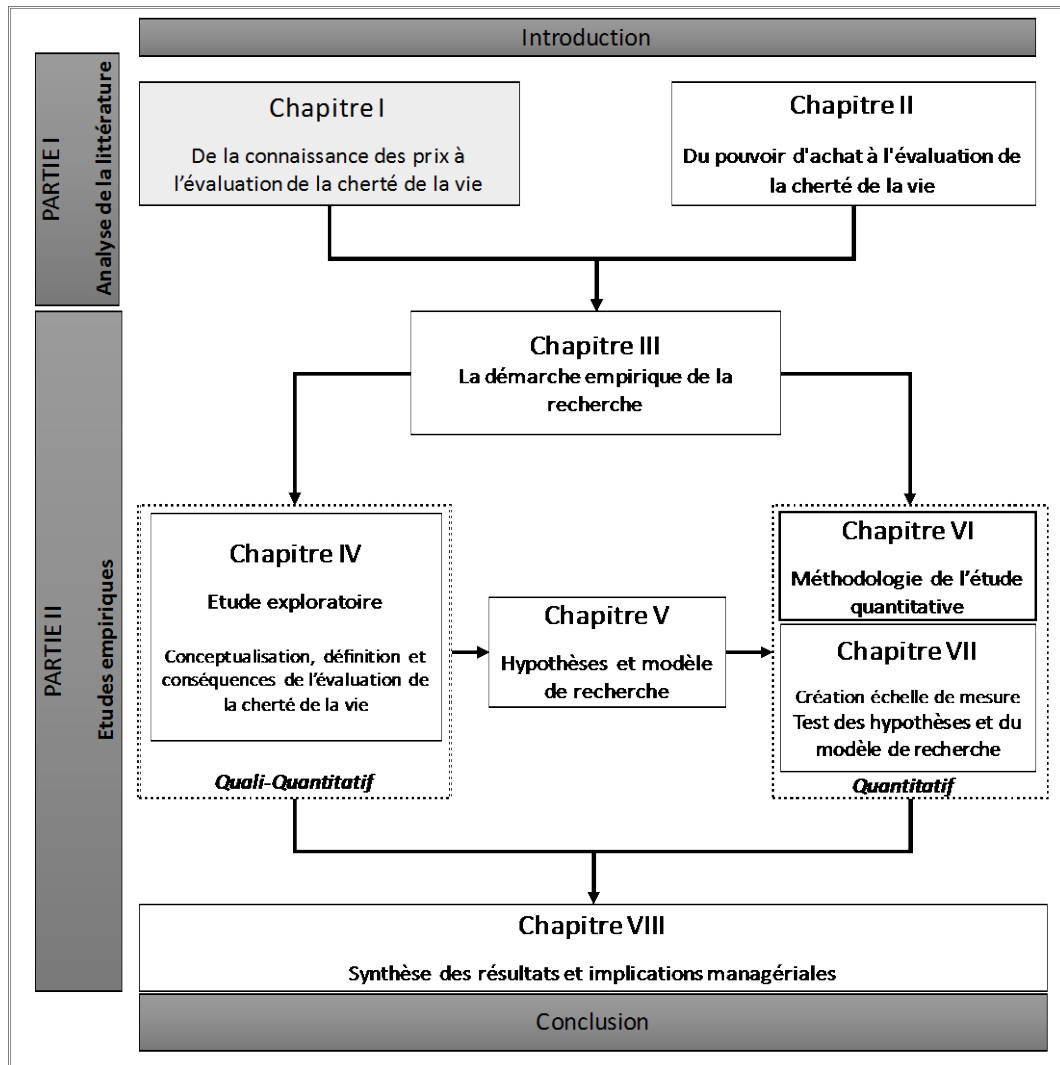 Introduction
PARTIE I
Analyse de la littérature
Chapitre I
De la connaissance des prix à
l’évaluation de la cherté de la vie
Chapitre II
Du pouvoir d'achat à l'évaluation de
la cherté de la vie
PARTIE II
Etudes empiriques
Chapitre III
La démarche empirique de la
recherche
Chapitre IV
Etude exploratoire
Conceptualisation, définition et
conséquences de l’évaluation de
la cherté de la vie
Quali-Quantitatif
Chapitre V
Hypothèses et modèle
de recherche
Chapitre VI
Méthodologie de l’étude
quantitative
Chapitre VII
Création échelle de mesure
Test des hypothèses et du
modèle de recherche
Quantitatif
Chapitre VIII
Synthèse des résultats et implications managériales
Conclusion